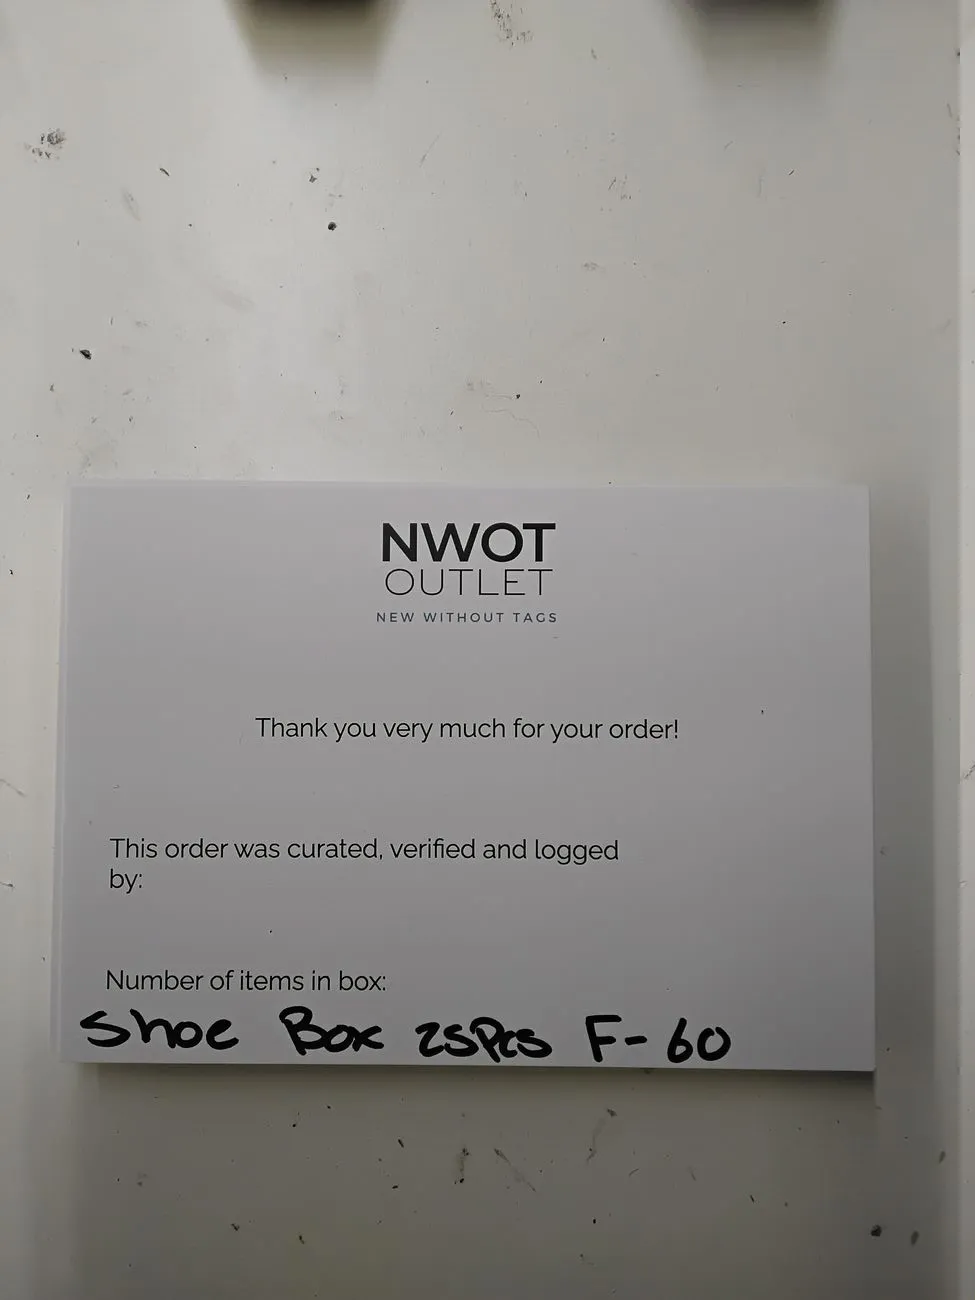 NWOT
OUTLET
NEW WITHOUT TAGS
Thank you very much for your order!
This order was curated, verified and logged
by:
Number of items in box:
Shoe Box 25Pcs F-60